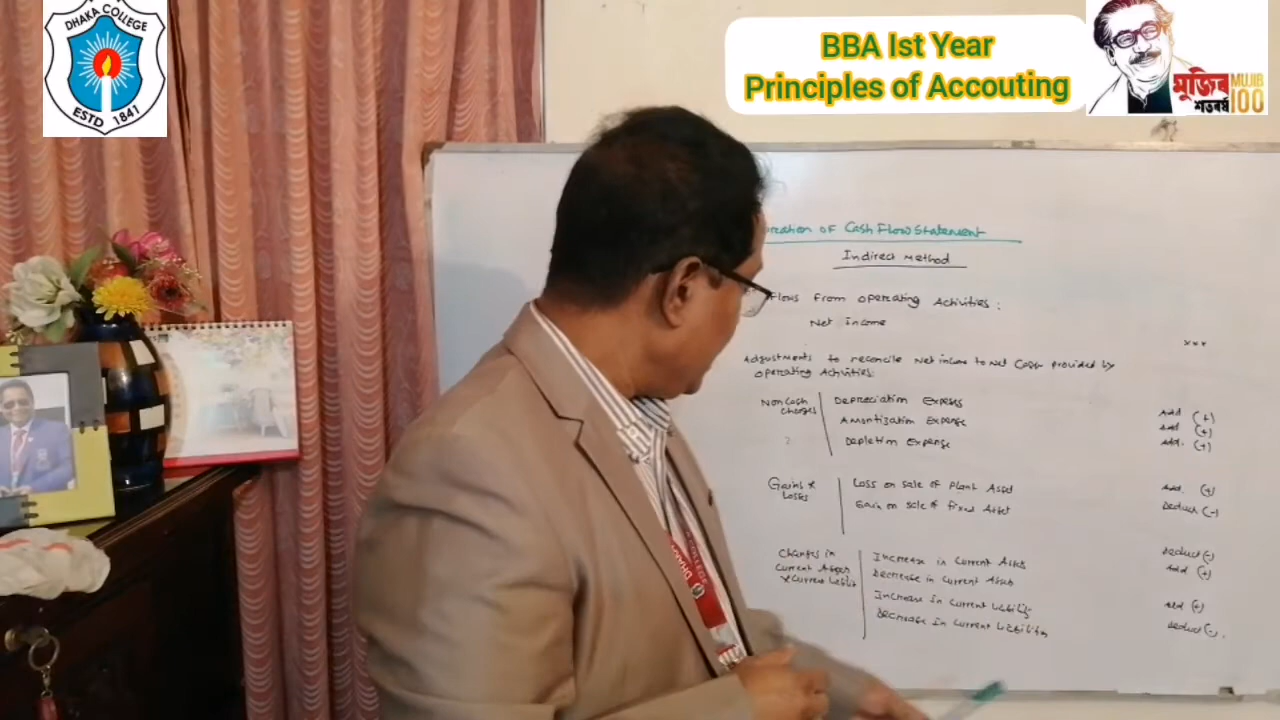 DHAKA COLLEGE
ESTD 1841
BBA Ist Year
Principles of Accouting
মুজিব MUJIB
শতবর্ষ 100
of Cash Flow Statement
Indirect Method
Flows From Operating Activities :
Net Income
xxx
Adjustments to reconcile Net income to Net Cash provided by
operating Activities:
Non Cash charges
Depreciation Expenses Add (+)
Amortization Expense Add (+)
Depletion Expense Add. (+)
Gains & Losses
Loss on sale of Plant Asset Add. (+)
Gain on sale of fixed Asset Deduct (-)
Changes in
Current Assets
& Current
Increase in Current Assets Deduct (-)
Decrease in Current Assets Add (+)
Increase In Current Add (+)
Decrease In Current Liabilities Deduct (-)
COLLEGE
DHAKA